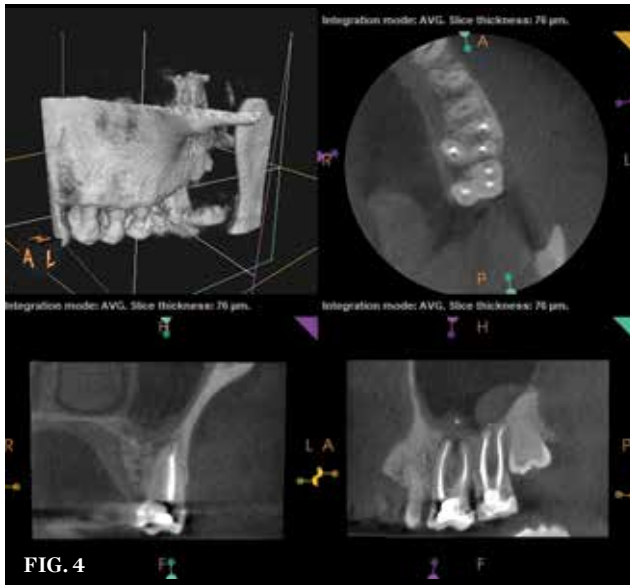 Integration mode: AVG. Slice thickness: 76 µm.
A
R
L
P
A L
Integration mode: AVG. Slice thickness: 76 µm.
Integration mode: AVG. Slice thickness: 76 µm.
H
H
R
L
A
P
F
F
FIG. 4